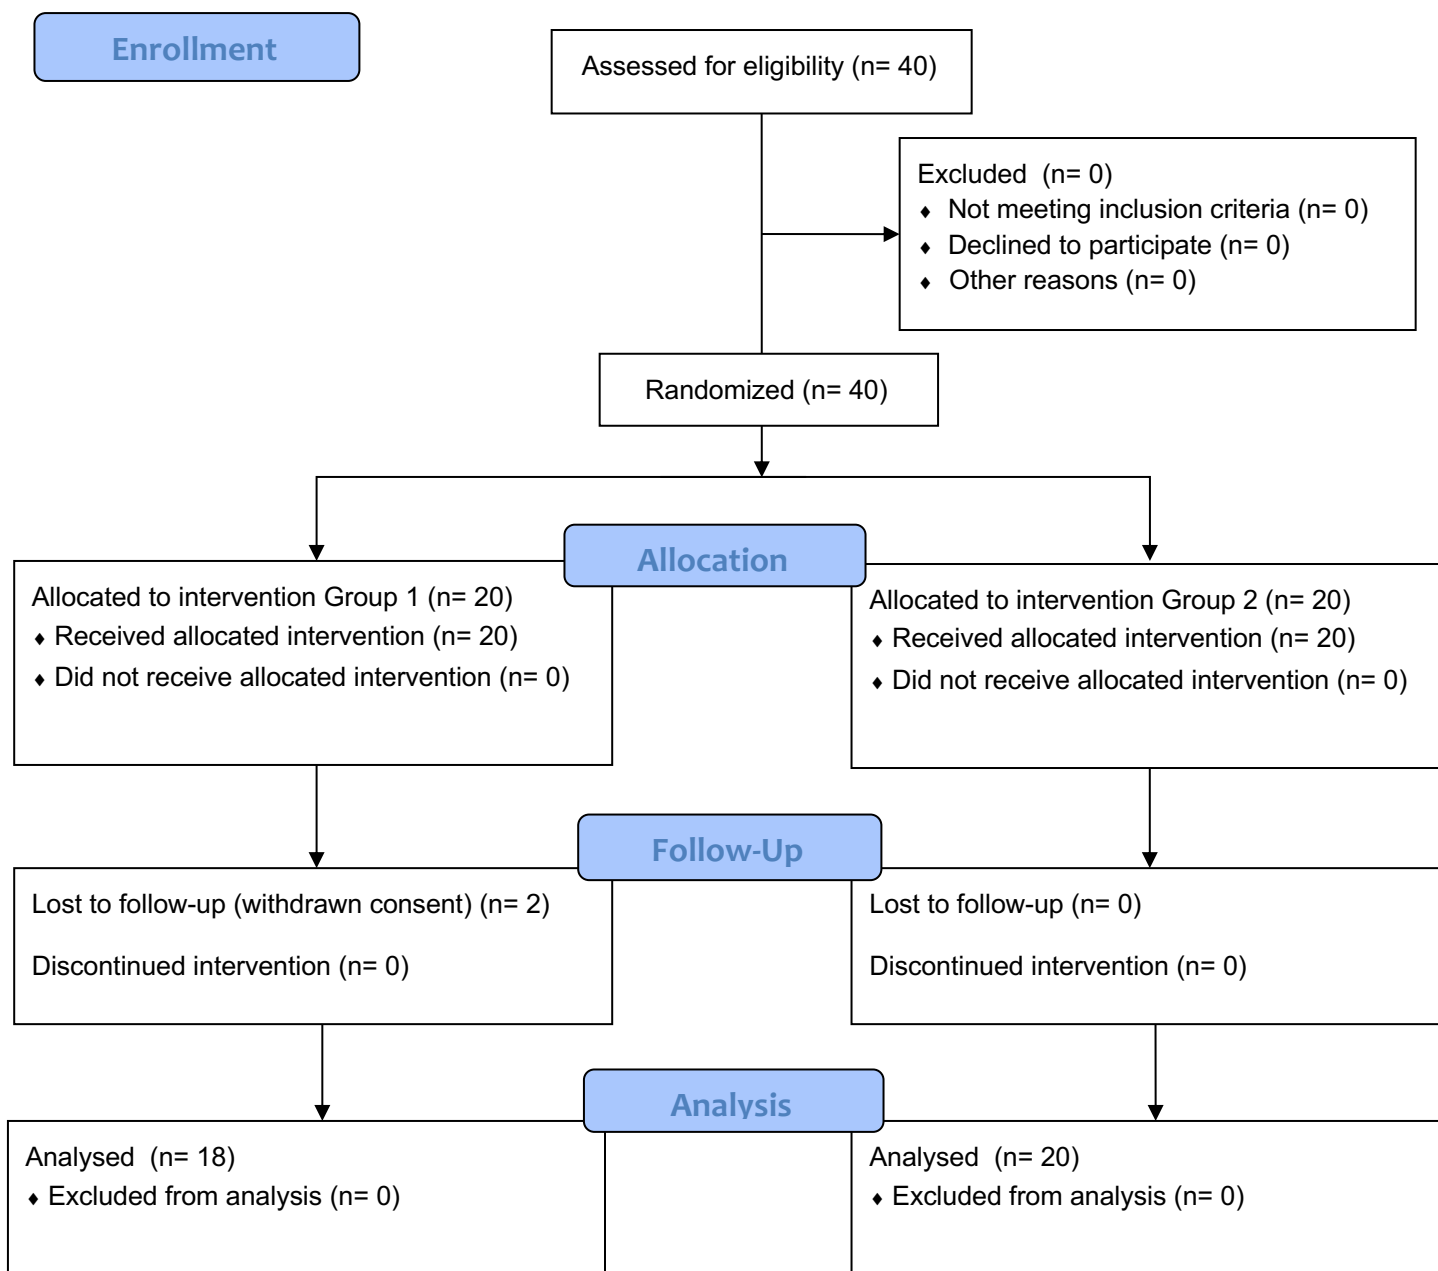 Enrollment
Assessed for eligibility (n= 40)
Excluded  (n= 0)
♦ Not meeting inclusion criteria (n= 0)
♦ Declined to participate (n= 0)
♦ Other reasons (n= 0)
Randomized (n= 40)
Allocation
Allocated to intervention Group 1 (n= 20)
♦ Received allocated intervention (n= 20)
♦ Did not receive allocated intervention (n= 0)
Allocated to intervention Group 2 (n= 20)
♦ Received allocated intervention (n= 20)
♦ Did not receive allocated intervention (n= 0)
Follow-Up
Lost to follow-up (withdrawn consent) (n= 2)
Discontinued intervention (n= 0)
Lost to follow-up (n= 0)
Discontinued intervention (n= 0)
Analysis
Analysed  (n= 18)
♦ Excluded from analysis (n= 0)
Analysed  (n= 20)
♦ Excluded from analysis (n= 0)